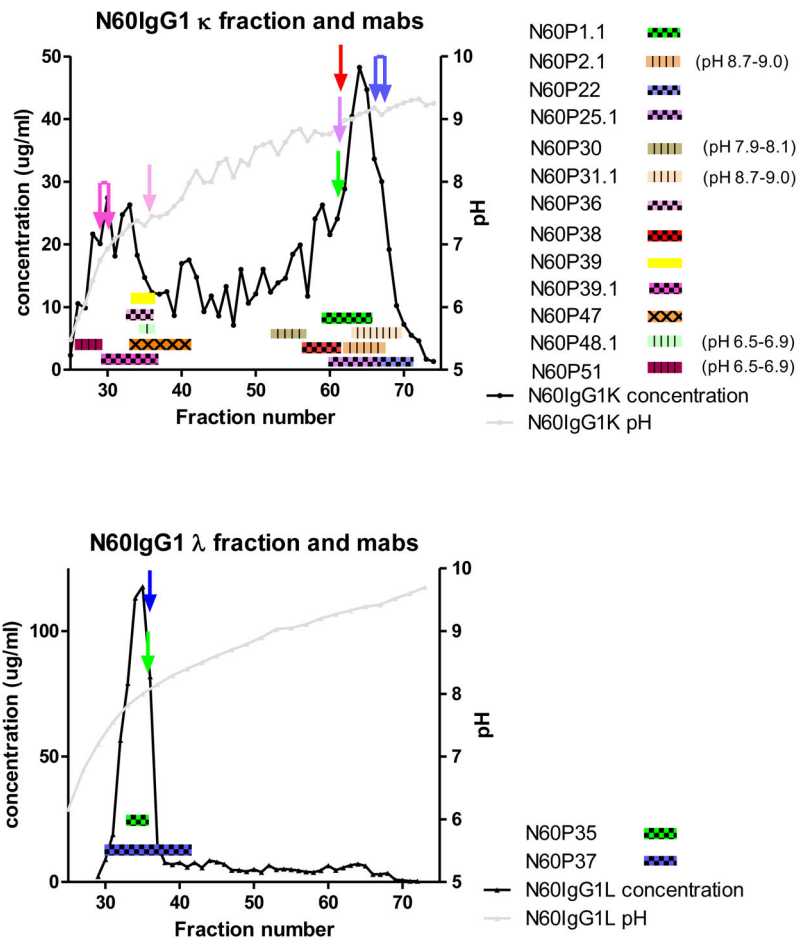 N60IgG1 κ fraction and mabs
50
40
30
20
10
0
concentration (ug/ml)
10
9
8
7
6
5
pH
30
40
50
60
70
Fraction number
N60P1.1
N60P2.1 (pH 8.7-9.0)
N60P22
N60P25.1
N60P30 (pH 7.9-8.1)
N60P31.1 (pH 8.7-9.0)
N60P36
N60P38
N60P39
N60P39.1
N60P47
N60P48.1 (pH 6.5-6.9)
N60P51 (pH 6.5-6.9)
N60IgG1K concentration
N60IgG1K pH
N60IgG1 λ fraction and mabs
100
50
0
concentration (ug/ml)
10
9
8
7
6
5
pH
30
40
50
60
70
Fraction number
N60P35
N60P37
N60IgG1L concentration
N60IgG1L pH